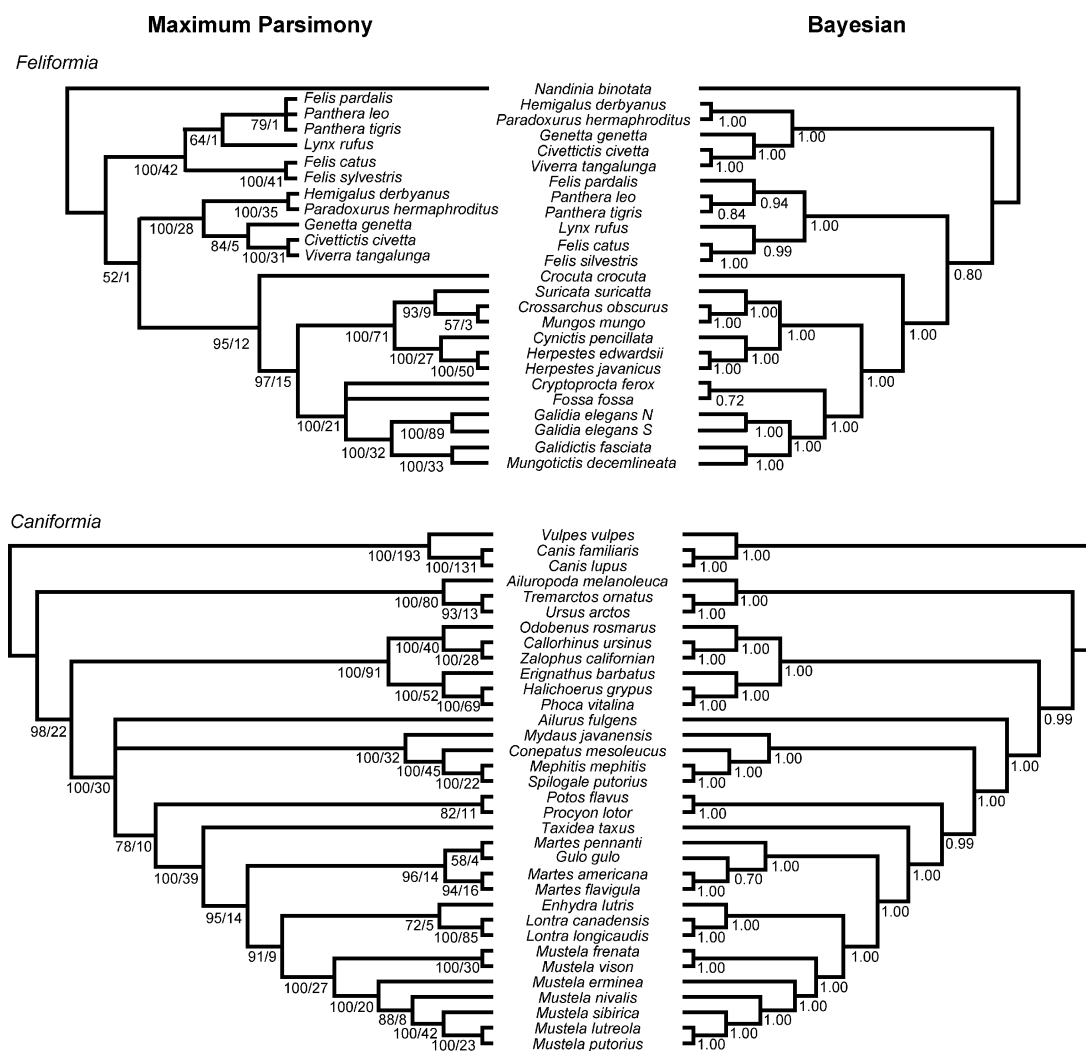 Maximum Parsimony
Bayesian
Feliformia
Felis pardalis
Panthera leo
Panthera tigris
Lynx rufus
Felis catus
Felis sylvestris
Hemigalus derbyanus
Paradoxurus hermaphroditus
Genetta genetta
Civettictis civetta
Viverra tangalunga
79/1
64/1
100/42
100/41
100/35
100/28
84/5
100/31
52/1
95/12
93/9
57/3
100/71
100/27
100/50
97/15
100/21
100/89
100/32
100/33
Nandinia binotata
Hemigalus derbyanus
Paradoxurus hermaphroditus
Genetta genetta
Civettictis civetta
Viverra tangalunga
Felis pardalis
Panthera leo
Panthera tigris
Lynx rufus
Felis catus
Felis silvestris
Crocuta crocuta
Suricata suricatta
Crossarchus obscurus
Mungos mungo
Cynictis pencillata
Herpestes edwardsii
Herpestes javanicus
Cryptoprocta ferox
Fossa fossa
Galidia elegans N
Galidia elegans S
Galidictis fasciata
Mungotictis decemlineata
1.00
1.00
1.00
1.00
0.94
0.84
1.00
0.99
1.00
0.80
1.00
1.00
1.00
1.00
1.00
1.00
1.00
0.72
1.00
1.00
1.00
1.00
Caniformia
100/193
100/131
100/80
93/13
100/40
100/28
100/91
100/52
100/69
98/22
100/32
100/45
100/22
100/30
82/11
78/10
58/4
100/39
96/14
94/16
95/14
72/5
100/85
91/9
100/30
100/27
100/20
88/8
100/42
100/23
Vulpes vulpes
Canis familiaris
Canis lupus
Ailuropoda melanoleuca
Tremarctos ornatus
Ursus arctos
Odobenus rosmarus
Callorhinus ursinus
Zalophus californian
Erignathus barbatus
Halichoerus grypus
Phoca vitalina
Ailurus fulgens
Mydaus javanensis
Conepatus mesoleucus
Mephitis mephitis
Spilogale putorius
Potos flavus
Procyon lotor
Taxidea taxus
Martes pennanti
Gulo gulo
Martes americana
Martes flavigula
Enhydra lutris
Lontra canadensis
Lontra longicaudis
Mustela frenata
Mustela vison
Mustela erminea
Mustela nivalis
Mustela sibirica
Mustela lutreola
Mustela putorius
1.00
1.00
1.00
1.00
1.00
1.00
1.00
1.00
1.00
0.99
1.00
1.00
1.00
1.00
1.00
1.00
0.99
1.00
1.00
0.70
1.00
1.00
1.00
1.00
1.00
1.00
1.00
1.00
1.00
1.00
1.00